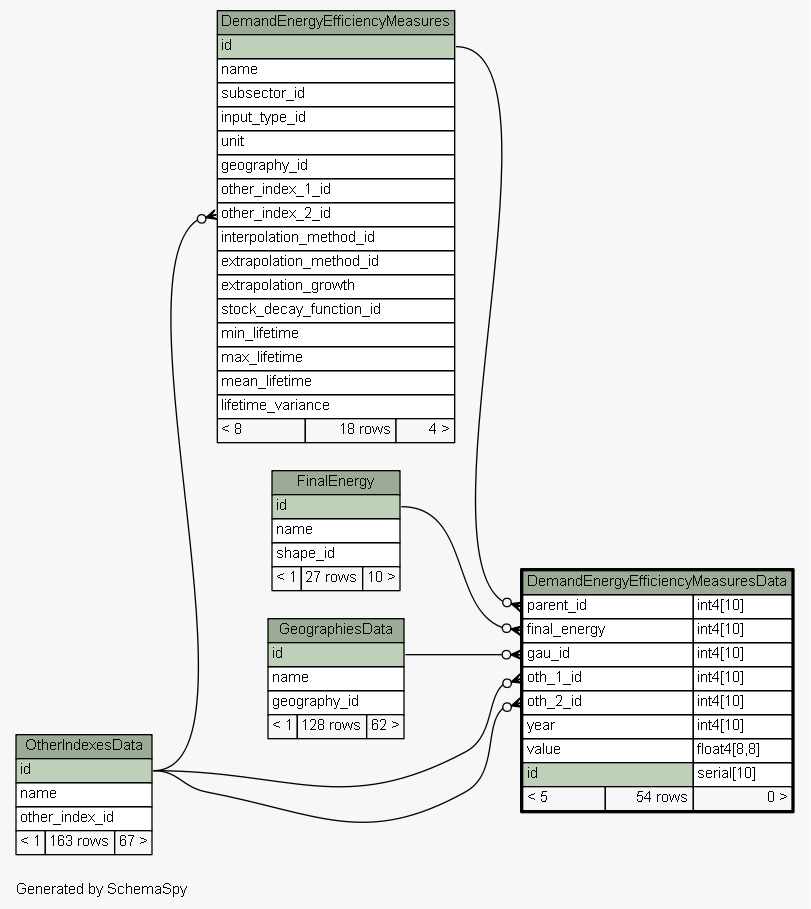 DemandEnergyEfficiencyMeasures
id
name
subsector_id
input_type_id
unit
geography_id
other_index_1_id
other_index_2_id
interpolation_method_id
extrapolation_method_id
extrapolation_growth
stock_decay_function_id
min_lifetime
max_lifetime
mean_lifetime
lifetime_variance
< 8 18 rows 4 >
FinalEnergy
id
name
shape_id
< 1 27 rows 10 >
GeographiesData
id
name
geography_id
< 1 128 rows 62 >
DemandEnergyEfficiencyMeasuresData
parent_id int4[10]
final_energy int4[10]
gau_id int4[10]
oth_1_id int4[10]
oth_2_id int4[10]
year int4[10]
value float4[8,8]
id serial[10]
< 5 54 rows 0 >
OtherIndexesData
id
name
other_index_id
< 1 163 rows 67 >
Generated by SchemaSpy